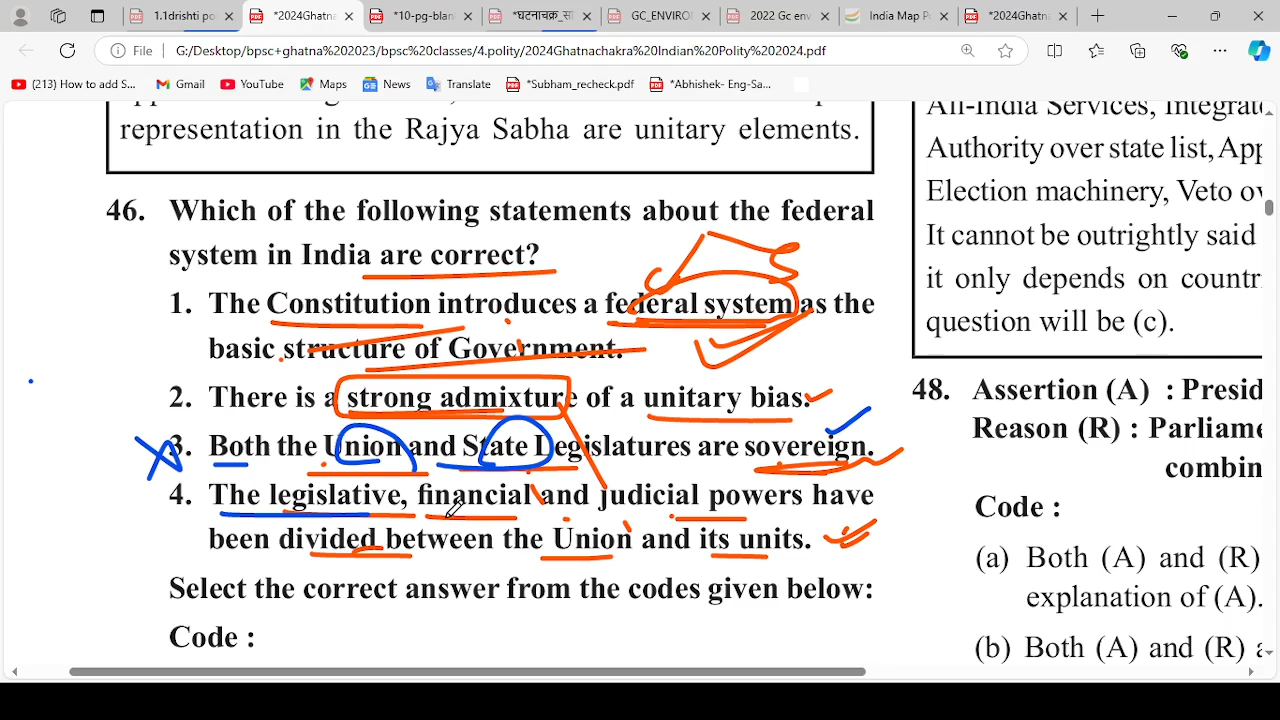 1.1drishti po
*2024Ghatna
*10-pg-blan
*घटनाचक्र_सा
GC_ENVIRO
2022 Gc env
India Map P
*2024Ghatn
File
G:/Desktop/bpsc+ghatna%202023/bpsc%20classes/4.polity/2024Ghatnachakra%20Indian%20Polity%202024.pdf
(213) How to add S...
Gmail
YouTube
Maps
News
Translate
*Subham_recheck.pdf
*Abhishek- Eng-Sa...
representation in the Rajya Sabha are unitary elements.
46. Which of the following statements about the federal
system in India are correct?
1. The Constitution introduces a federal system as the
basic structure of Government.
2. There is a strong admixture of a unitary bias.
3. Both the Union and State Legislatures are sovereign.
4. The legislative, financial and judicial powers have
been divided between the Union and its units.
Select the correct answer from the codes given below:
Code :
All-India Services, Integrat
Authority over state list, App
Election machinery, Veto ov
It cannot be outrightly said
it only depends on countr
question will be (c).
48. Assertion (A) : Presid
Reason (R) : Parliame
combin
Code :
(a) Both (A) and (R)
explanation of (A).
(b) Both (A) and (R)